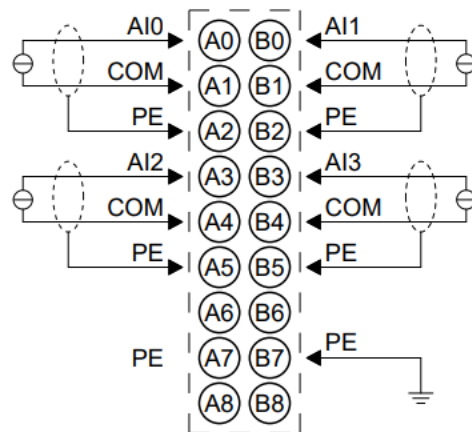 AI0 A0 B0 AI1
COM A1 B1 COM
PE A2 B2 PE
AI2 A3 B3 AI3
COM A4 B4 COM
PE A5 B5 PE
A6 B6
PE A7 B7 PE
A8 B8